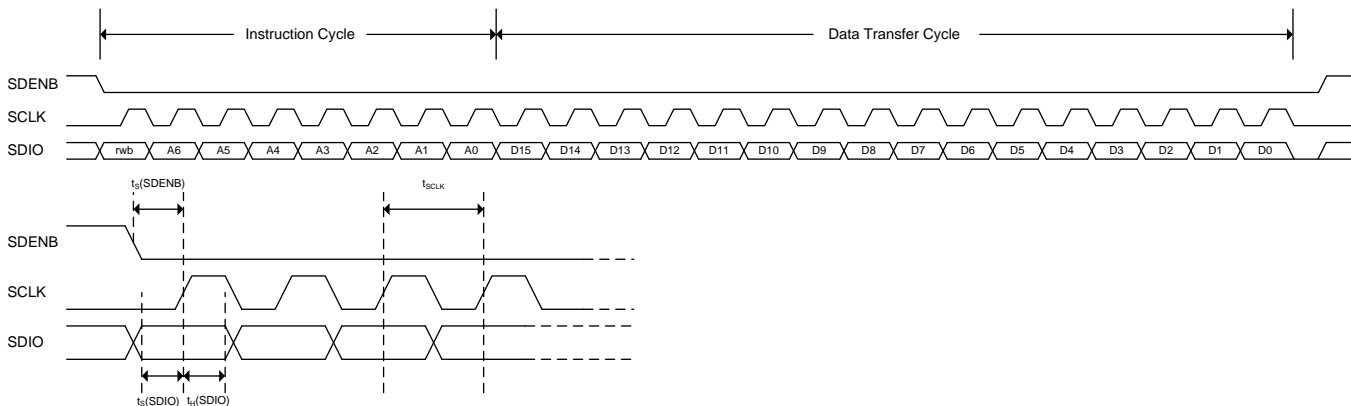 Instruction Cycle Data Transfer Cycle
SDENB
SCLK
SDIO rwb A6 A5 A4 A3 A2 A1 A0 D15 D14 D13 D12 D11 D10 D9 D8 D7 D6 D5 D4 D3 D2 D1 D0
tS(SDENB) tSCLK
SDENB
SCLK
SDIO
tS(SDIO) tH(SDIO)